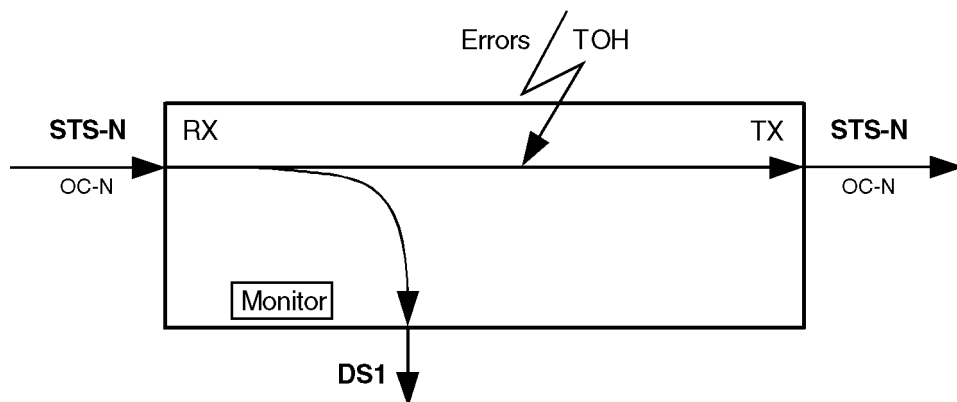 Errors TOH
STS-N RX TX STS-N
OC-N OC-N
Monitor
DS1